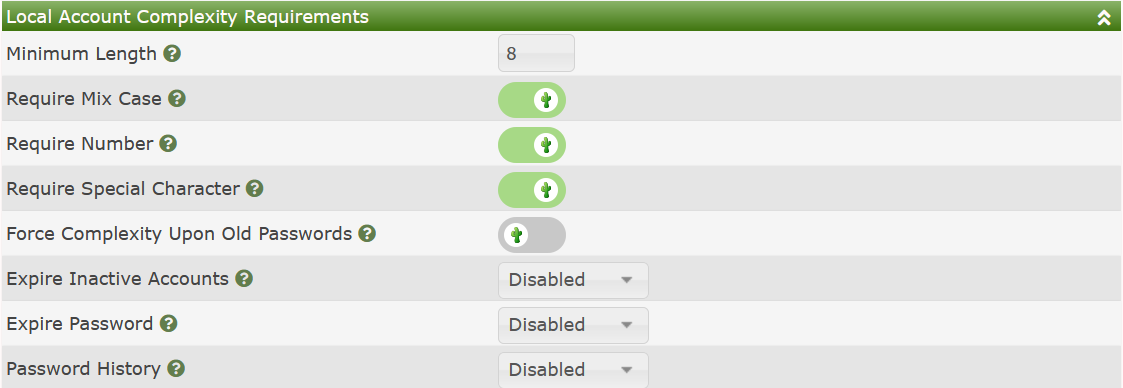 Local Account Complexity Requirements
Minimum Length ? 8
Require Mix Case ?
Require Number ?
Require Special Character ?
Force Complexity Upon Old Passwords ?
Expire Inactive Accounts ? Disabled
Expire Password ? Disabled
Password History ? Disabled